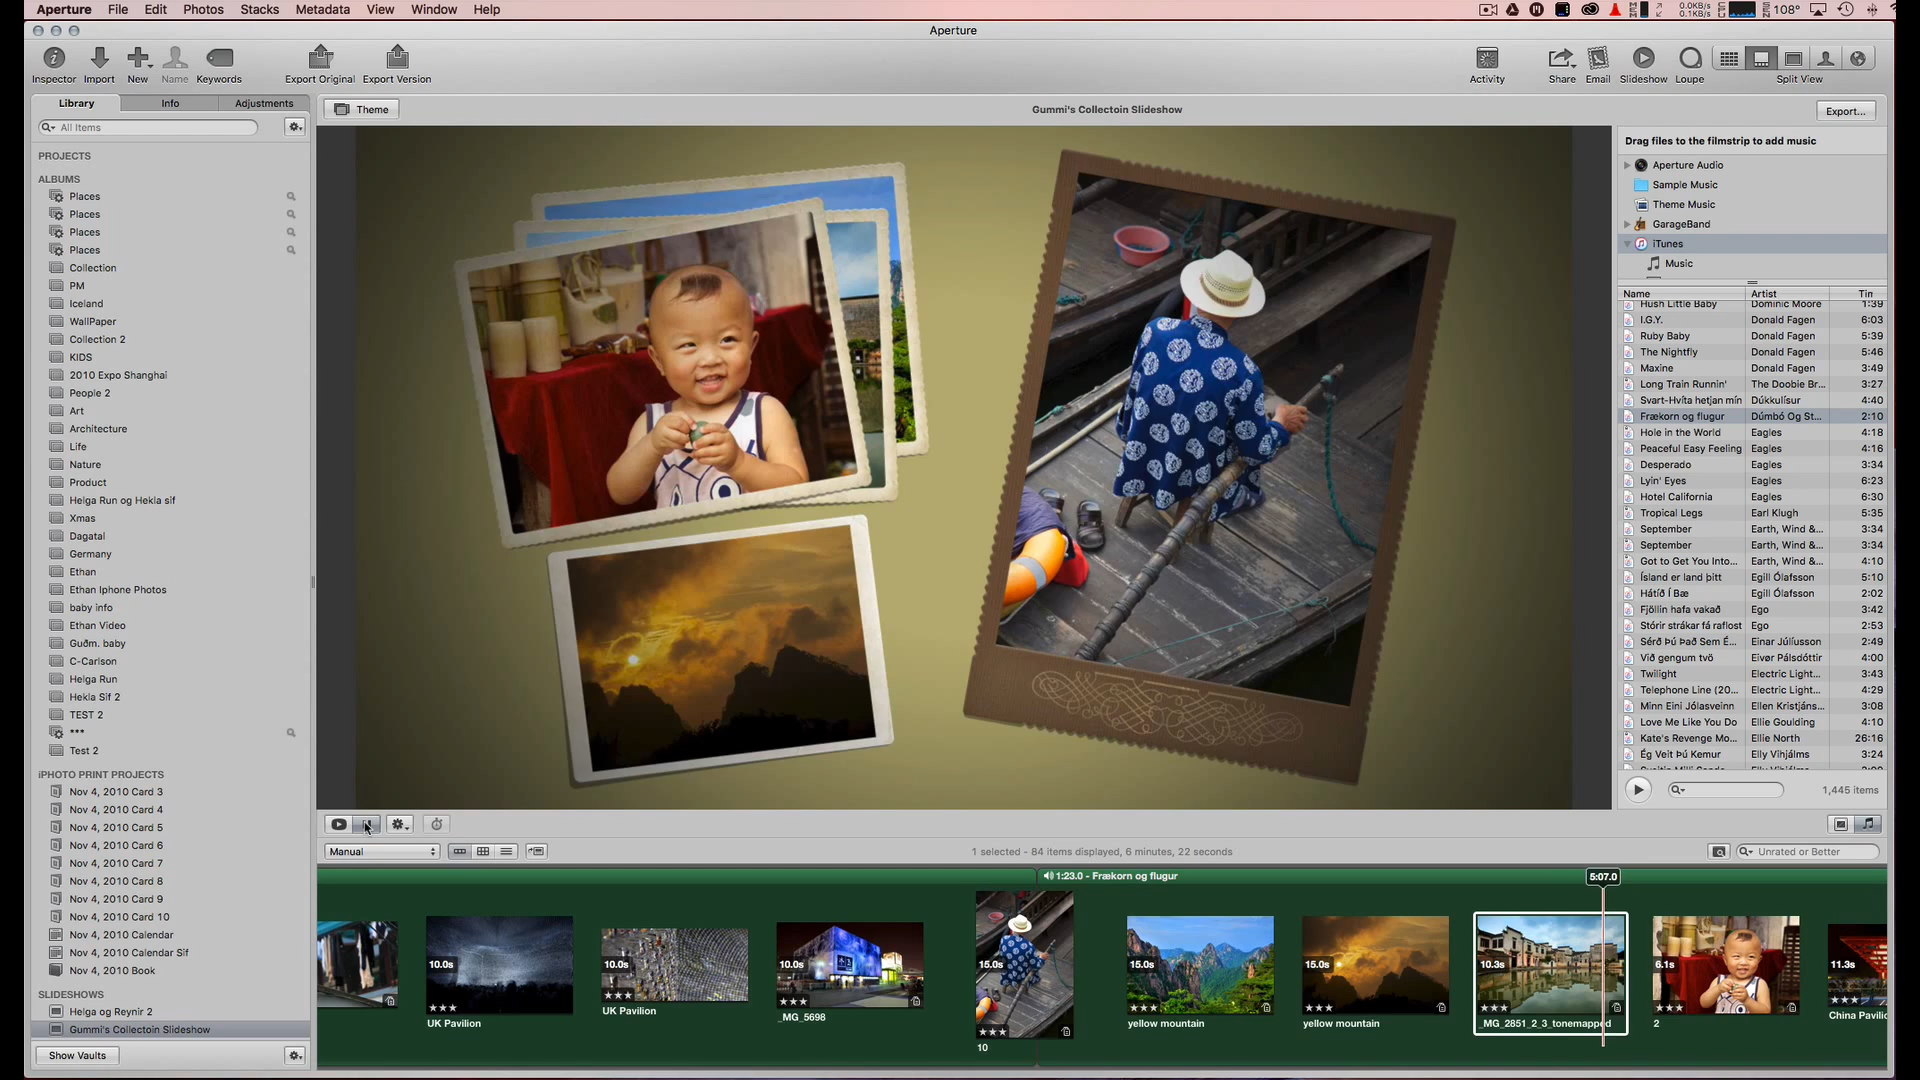 Aperture File Edit Photos Stacks Metadata View Window Help
0.0KB/s
0.1KB/s
108°
Aperture
Inspector Import New Name Keywords Export Original Export Version Activity Share Email Slideshow Loupe Split View
Library Info Adjustments
Theme
Gummi's Collectoin Slideshow
Export...
All Items
PROJECTS
ALBUMS
Places
Places
Places
Places
Collection
PM
Iceland
WallPaper
Collection 2
KIDS
2010 Expo Shanghai
People 2
Art
Architecture
Life
Nature
Product
Helga Run og Hekla sif
Xmas
Dagatal
Germany
Ethan
Ethan Iphone Photos
baby info
Ethan Video
Guðm. baby
C-Carlson
Helga Run
Hekla Sif 2
TEST 2
***
Test 2
iPHOTO PRINT PROJECTS
Nov 4, 2010 Card 3
Nov 4, 2010 Card 4
Nov 4, 2010 Card 5
Nov 4, 2010 Card 6
Nov 4, 2010 Card 7
Nov 4, 2010 Card 8
Nov 4, 2010 Card 9
Nov 4, 2010 Card 10
Nov 4, 2010 Calendar
Nov 4, 2010 Calendar Sif
Nov 4, 2010 Book
SLIDESHOWS
Helga og Reynir 2
Gummi's Collectoin Slideshow
Show Vaults
Drag files to the filmstrip to add music
Aperture Audio
Sample Music
Theme Music
GarageBand
iTunes
Music
Name Artist Tin
Hush Little Baby Dominic Moore 1:39
I.G.Y. Donald Fagen 6:03
Ruby Baby Donald Fagen 5:39
The Nightfly Donald Fagen 5:46
Maxine Donald Fagen 3:49
Long Train Runnin' The Doobie Br... 3:27
Svart-Hvíta hetjan mín Dúkkulísur 4:40
Frækorn og flugur Dúmbó Og St... 2:10
Hole in the World Eagles 4:18
Peaceful Easy Feeling Eagles 4:16
Desperado Eagles 3:34
Lyin' Eyes Eagles 6:23
Hotel California Eagles 6:30
Tropical Legs Earl Klugh 5:35
September Earth, Wind &... 3:34
September Earth, Wind &... 3:34
Got to Get You Into... Earth, Wind &... 4:10
Ísland er land þitt Egill Ólafsson 5:10
Hátíð Í Bæ Egill Ólafsson 2:02
Fjöllin hafa vakað Ego 3:42
Stórir strákar fá raflost Ego 2:53
Sérð Þú Það Sem É... Einar Júlíusson 2:49
Við gengum tvö Eivør Pálsdóttir 4:00
Twilight Electric Light... 3:43
Telephone Line (20... Electric Light... 4:29
Minn Eini Jólasveinn Ellen Kristjáns... 3:08
Love Me Like You Do Ellie Goulding 4:10
Kate's Revenge Mo... Ellie North 26:16
Ég Veit Þú Kemur Elly Vihjálms 3:24
1,445 items
Manual
1 selected - 84 items displayed, 6 minutes, 22 seconds
Unrated or Better
1:23.0 - Frækorn og flugur
5:07.0
10.0s 10.0s 10.0s 15.0s 15.0s 15.0s 10.3s 6.1s 11.3s
UK Pavilion
UK Pavilion
_MG_5698
10
yellow mountain
yellow mountain
_MG_2851_2_3_tonemapped
2
China Pavili